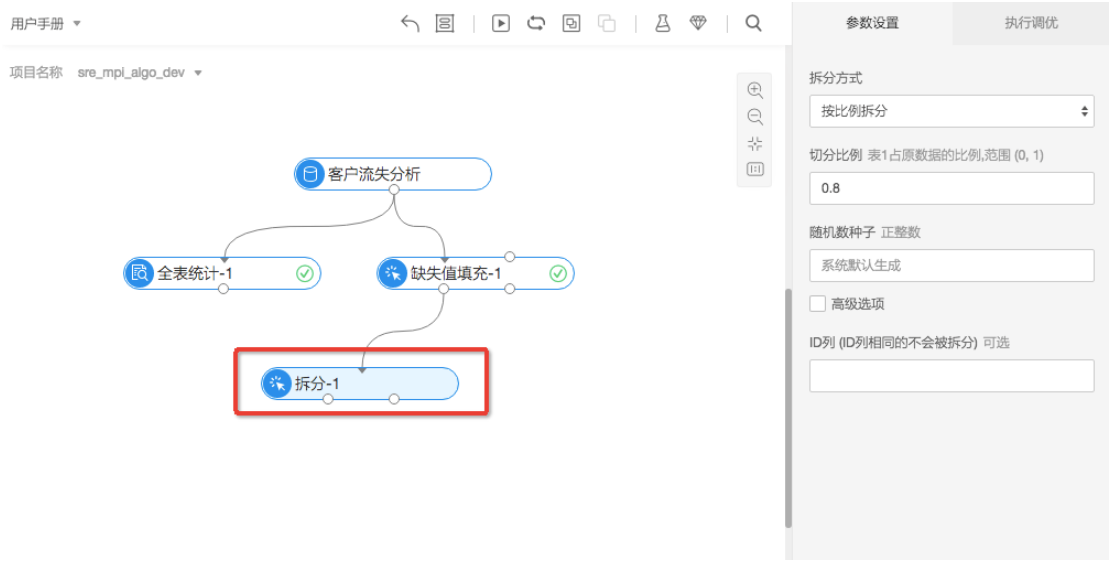 用户手册
参数设置
执行调优
项目名称 sre_mpi_algo_dev
拆分方式
按比例拆分
切分比例 表1占原数据的比例,范围 (0, 1)
0.8
客户流失分析
随机数种子 正整数
系统默认生成
全表统计-1
缺失值填充-1
高级选项
ID列 (ID列相同的不会被拆分) 可选
拆分-1